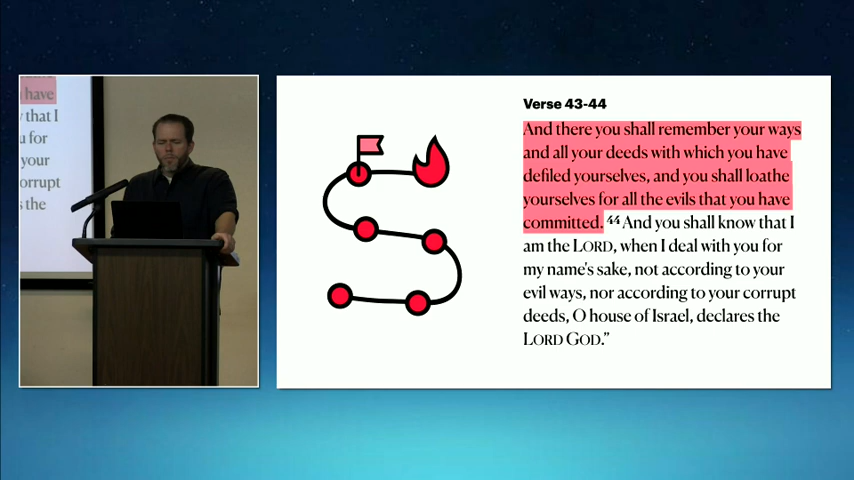 have
that I
u for
your
orrupt
s the
Verse 43-44
And there you shall remember your ways
and all your deeds with which you have
defiled yourselves, and you shall loathe
yourselves for all the evils that you have
committed. 44 And you shall know that I
am the LORD, when I deal with you for
my name's sake, not according to your
evil ways, nor according to your corrupt
deeds, O house of Israel, declares the
LORD GOD.”